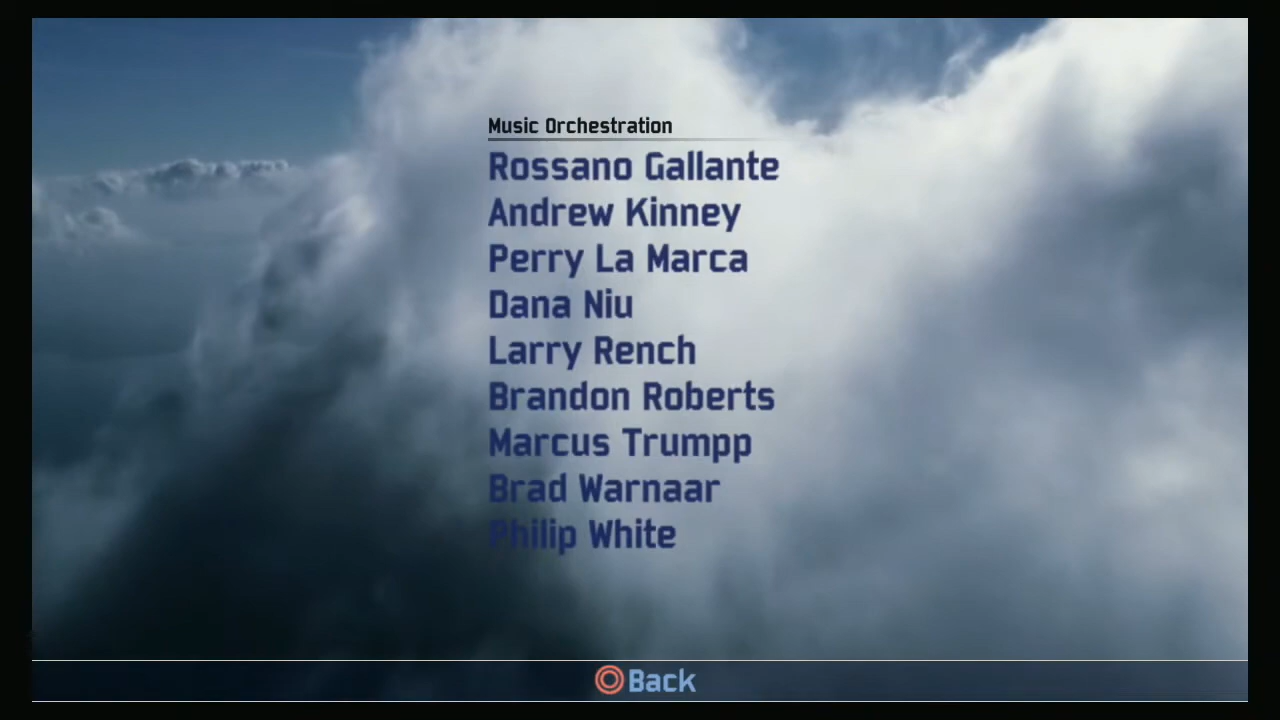 Music Orchestration
Rossano Gallante
Andrew Kinney
Perry La Marca
Dana Niu
Larry Rench
Brandon Roberts
Marcus Trumpp
Brad Warnaar
Philip White
Back